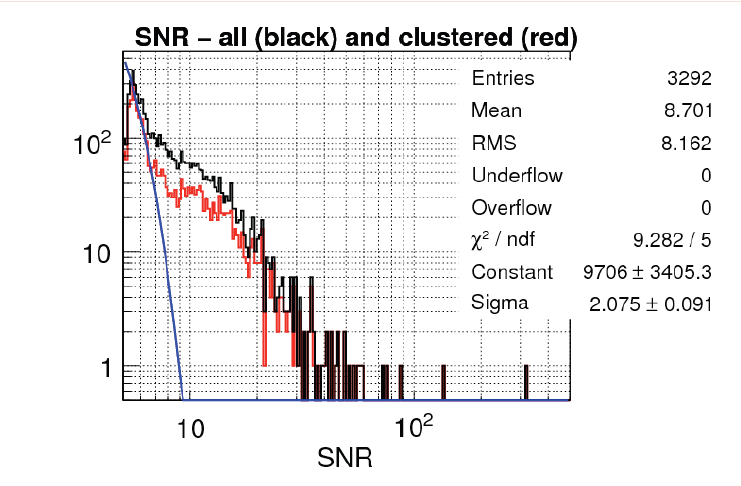 SNR – all (black) and clustered (red)
Entries 3292
Mean 8.701
RMS 8.162
Underflow 0
Overflow 0
χ² / ndf 9.282 / 5
Constant 9706 ± 3405.3
Sigma 2.075 ± 0.091
10²
10
1
10 10²
SNR